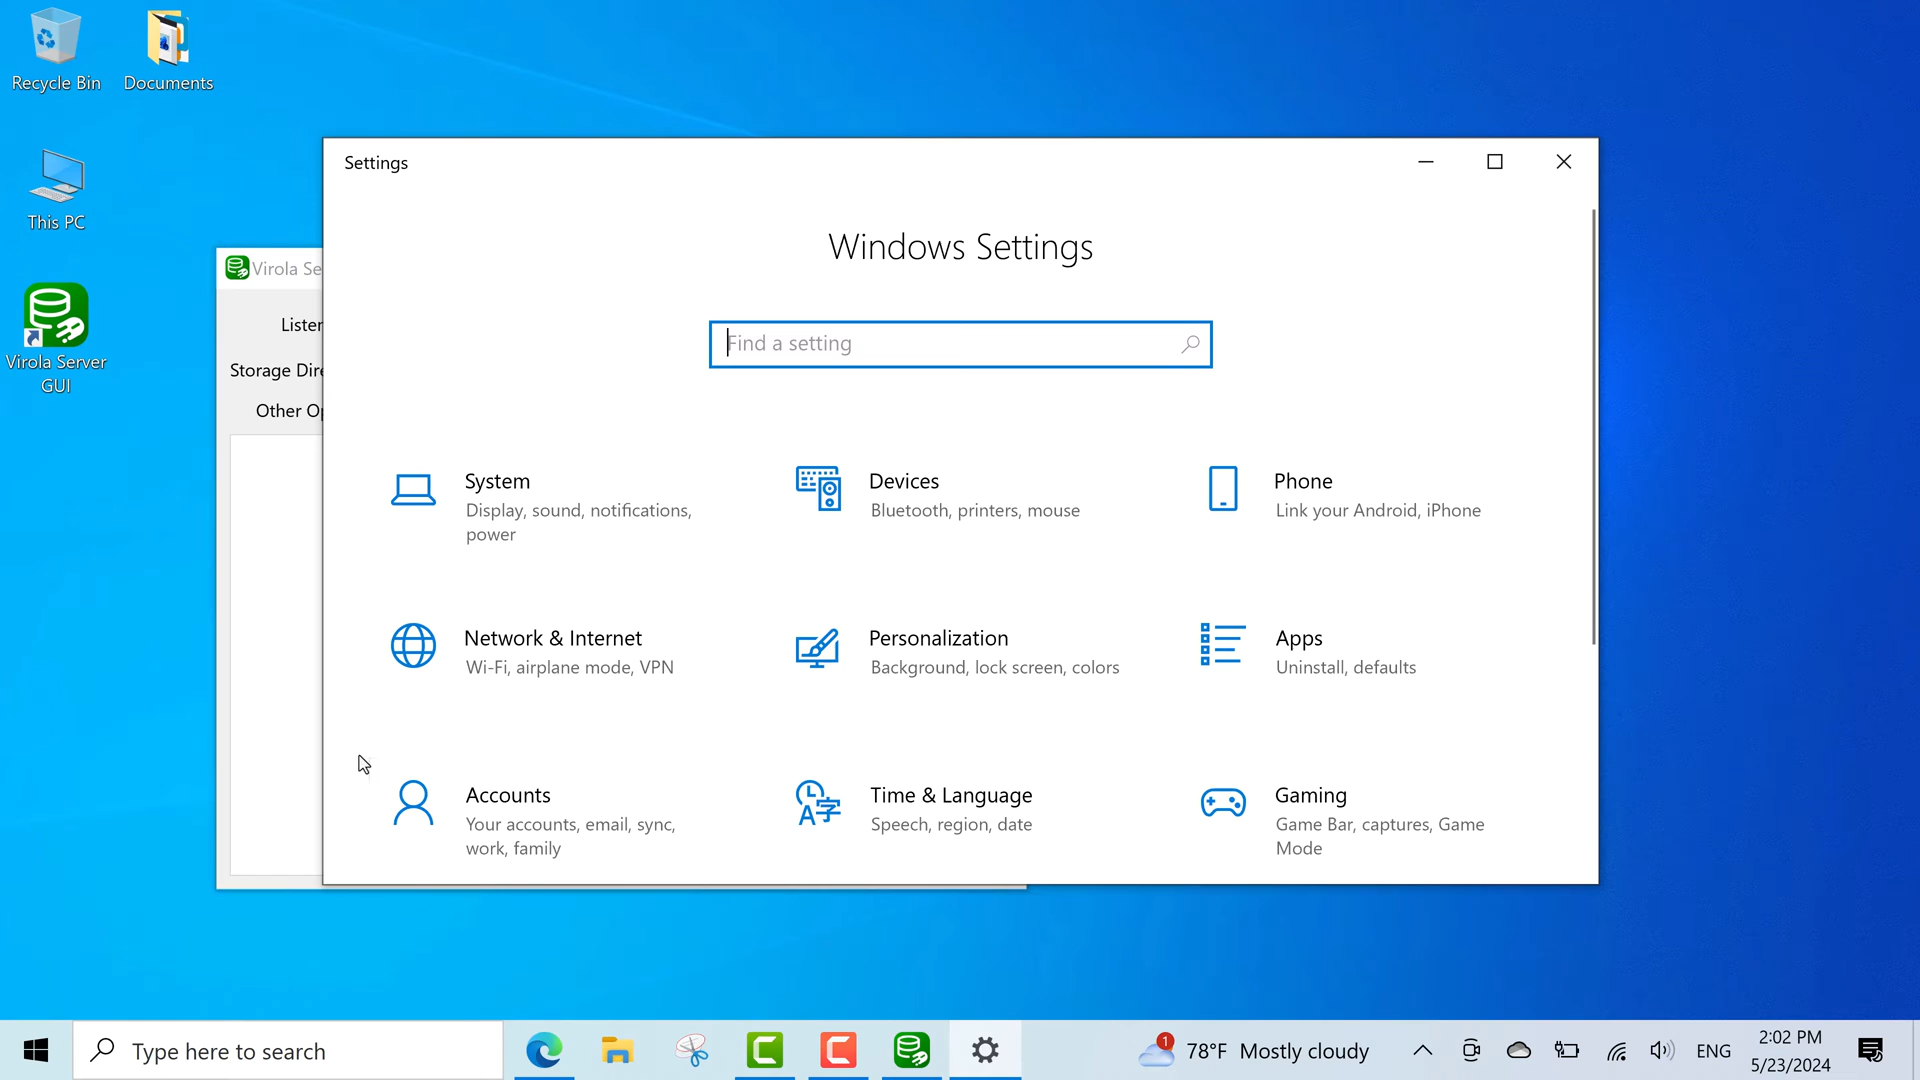 Recycle Bin
Documents
This PC
Virola Server
GUI
Virola Se
Listen
Storage Dire
Other Op
Settings
Windows Settings
Find a setting
System
Display, sound, notifications,
power
Devices
Bluetooth, printers, mouse
Phone
Link your Android, iPhone
Network & Internet
Wi-Fi, airplane mode, VPN
Personalization
Background, lock screen, colors
Apps
Uninstall, defaults
Accounts
Your accounts, email, sync,
work, family
Time & Language
Speech, region, date
Gaming
Game Bar, captures, Game
Mode
Type here to search
1
78°F Mostly cloudy
ENG
2:02 PM
5/23/2024